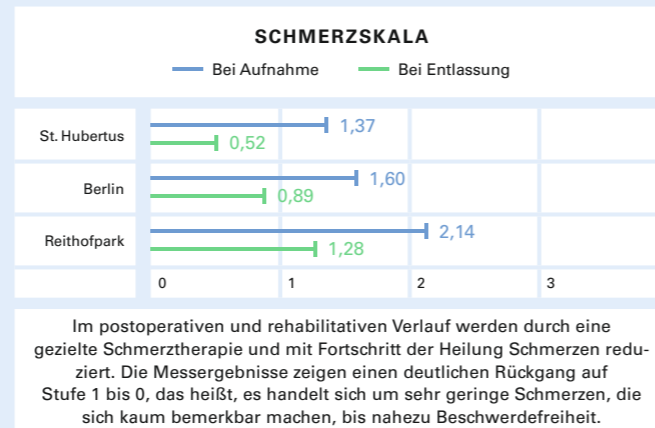 SCHMERZSKALA
Bei Aufnahme Bei Entlassung
St. Hubertus
1,37
0,52
Berlin
1,60
0,89
Reithofpark
2,14
1,28
0 1 2 3
Im postoperativen und rehabilitativen Verlauf werden durch eine
gezielte Schmerztherapie und mit Fortschritt der Heilung Schmerzen redu-
ziert. Die Messergebnisse zeigen einen deutlichen Rückgang auf
Stufe 1 bis 0, das heißt, es handelt sich um sehr geringe Schmerzen, die
sich kaum bemerkbar machen, bis nahezu Beschwerdefreiheit.